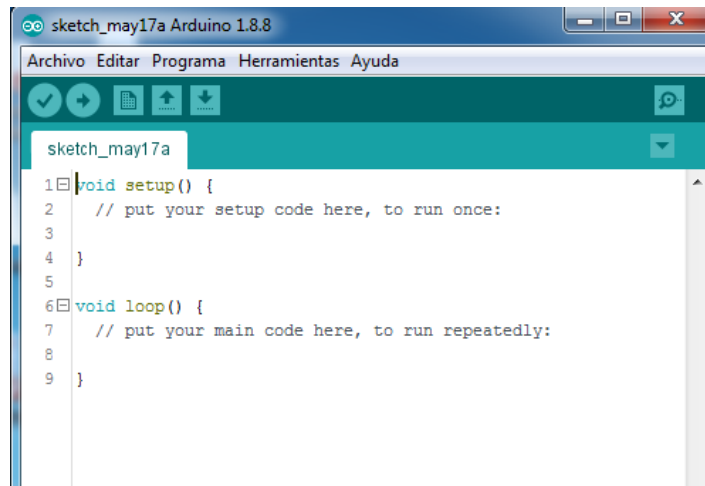 sketch_may17a Arduino 1.8.8
Archivo Editar Programa Herramientas Ayuda
sketch_may17a
1 void setup() {
2   // put your setup code here, to run once:
3
4 }
5
6 void loop() {
7   // put your main code here, to run repeatedly:
8
9 }